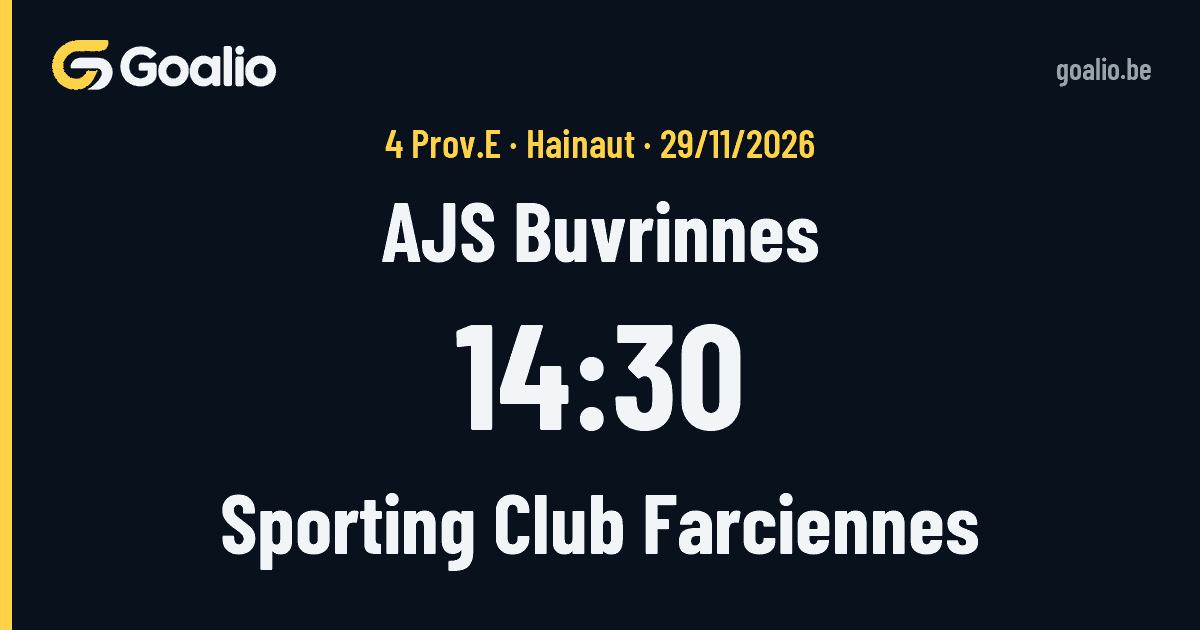 Goalio
goalio.be
4 Prov.E · Hainaut · 29/11/2026
AJS Buvrinnes
14:30
Sporting Club Farciennes